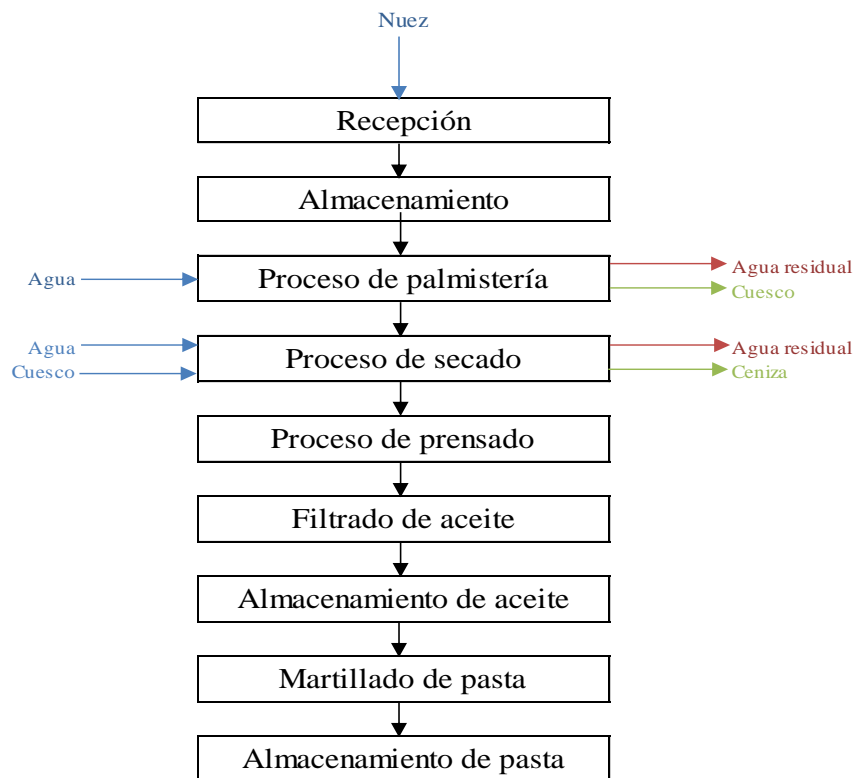 Nuez
Recepción
Almacenamiento
Agua
Proceso de palmistería
Agua residual
Cuesco
Agua
Cuesco
Proceso de secado
Agua residual
Ceniza
Proceso de prensado
Filtrado de aceite
Almacenamiento de aceite
Martillado de pasta
Almacenamiento de pasta